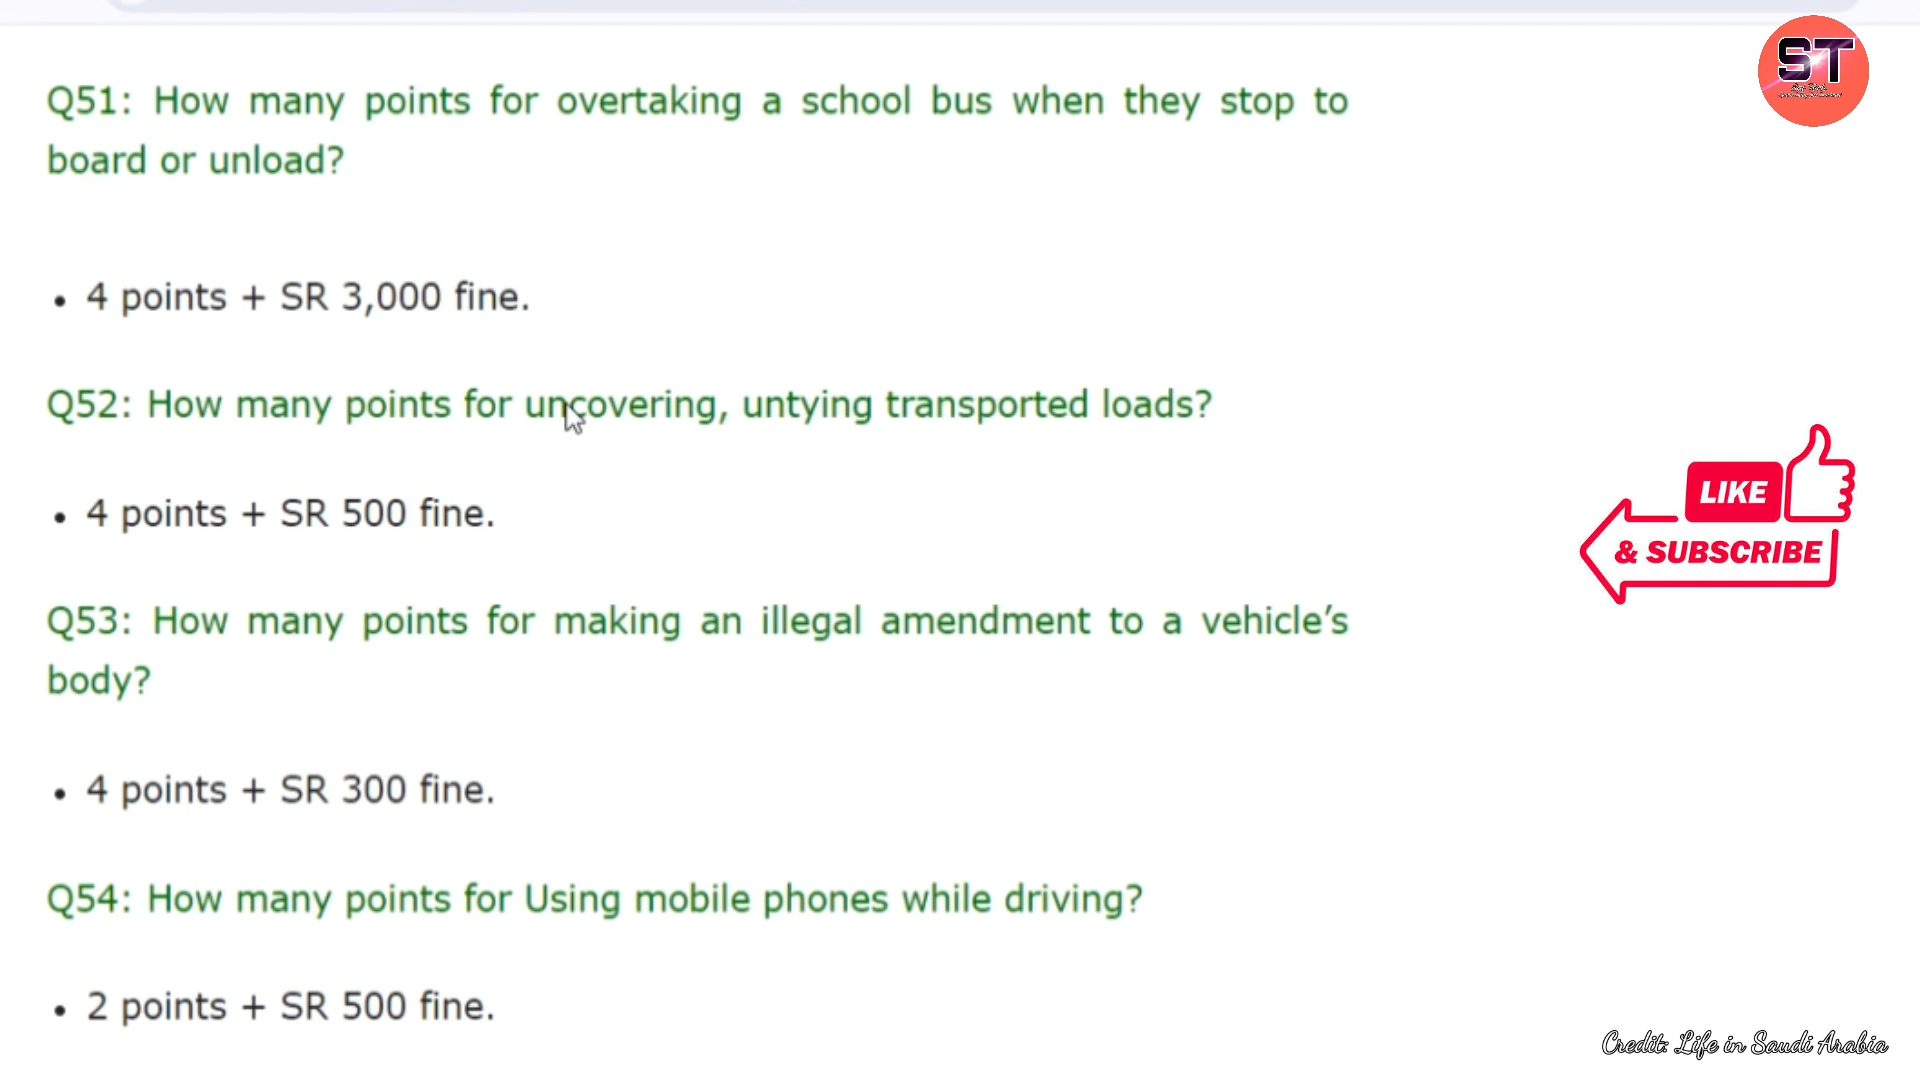 ST
Q51: How many points for overtaking a school bus when they stop to
board or unload?
• 4 points + SR 3,000 fine.
Q52: How many points for uncovering, untying transported loads?
• 4 points + SR 500 fine.
LIKE
& SUBSCRIBE
Q53: How many points for making an illegal amendment to a vehicle’s
body?
• 4 points + SR 300 fine.
Q54: How many points for Using mobile phones while driving?
• 2 points + SR 500 fine.
Credit: Life in Saudi Arabia